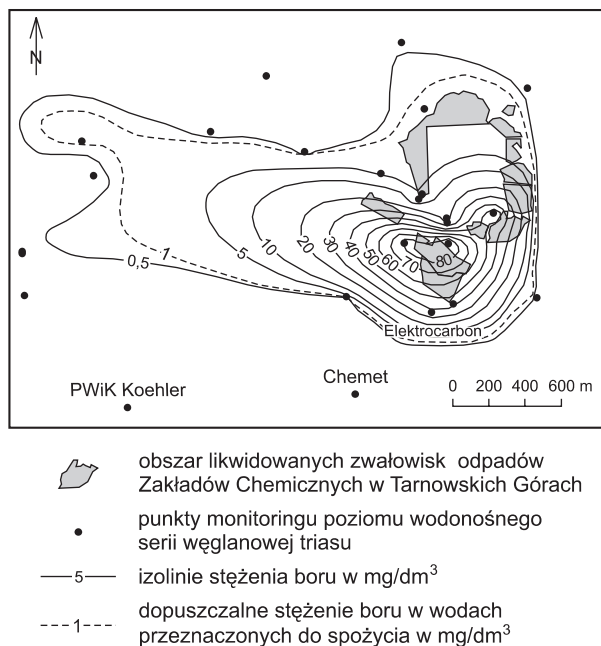 N
0,5
1
5
10
20
30
40
50
60
70
80
Elektrocarbon
PWiK Koehler
Chemet
0 200 400 600 m
obszar likwidowanych zwałowisk odpadów
Zakładów Chemicznych w Tarnowskich Górach
punkty monitoringu poziomu wodonośnego
serii węglanowej triasu
5 izolinie stężenia boru w mg/dm³
1 dopuszczalne stężenie boru w wodach
przeznaczonych do spożycia w mg/dm³